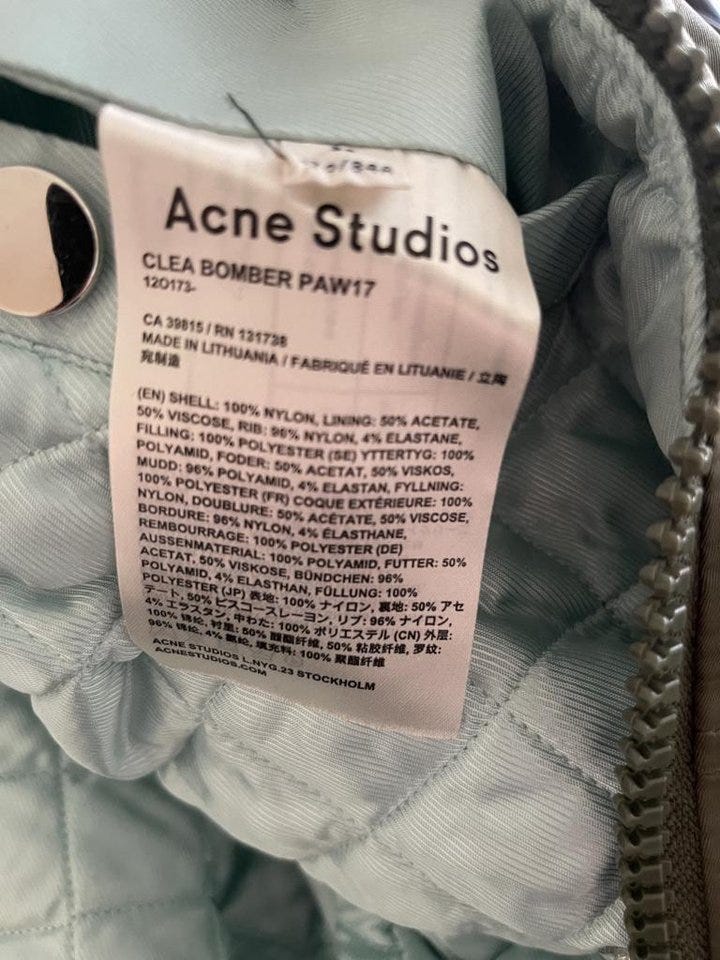 Acne Studios
CLEA BOMBER PAW17
12O173-
CA 39815 / RN 131738
MADE IN LITHUANIA / FABRIQUÉ EN LITUANIE / 立陶
宛制造
(EN) SHELL: 100% NYLON, LINING: 50% ACETATE,
50% VISCOSE, RIB: 96% NYLON, 4% ELASTANE,
FILLING: 100% POLYESTER (SE) YTTERTYG: 100%
POLYAMID, FODER: 50% ACETAT, 50% VISKOS,
MUDD: 96% POLYAMID, 4% ELASTAN, FYLLNING:
100% POLYESTER (FR) COQUE EXTÉRIEURE: 100%
NYLON, DOUBLURE: 50% ACÉTATE, 50% VISCOSE,
BORDURE: 96% NYLON, 4% ÉLASTHANE,
REMBOURRAGE: 100% POLYESTER (DE)
AUSSENMATERIAL: 100% POLYAMID, FUTTER: 50%
ACETAT, 50% VISKOSE, BÜNDCHEN: 96%
POLYAMID, 4% ELASTHAN, FÜLLUNG: 100%
POLYESTER (JP) 表地: 100% ナイロン, 裏地: 50% アセ
テート, 50% ビスコースレーヨン, リブ: 96% ナイロン,
4% エラスタン, 中わた: 100% ポリエステル (CN) 外层:
100% 锦纶, 衬里: 50% 醋酯纤维, 50% 粘胶纤维, 罗纹:
96% 锦纶, 4% 氨纶, 填充料: 100% 聚酯纤维
ACNE STUDIOS L.NYG.23 STOCKHOLM
ACNESTUDIOS.COM